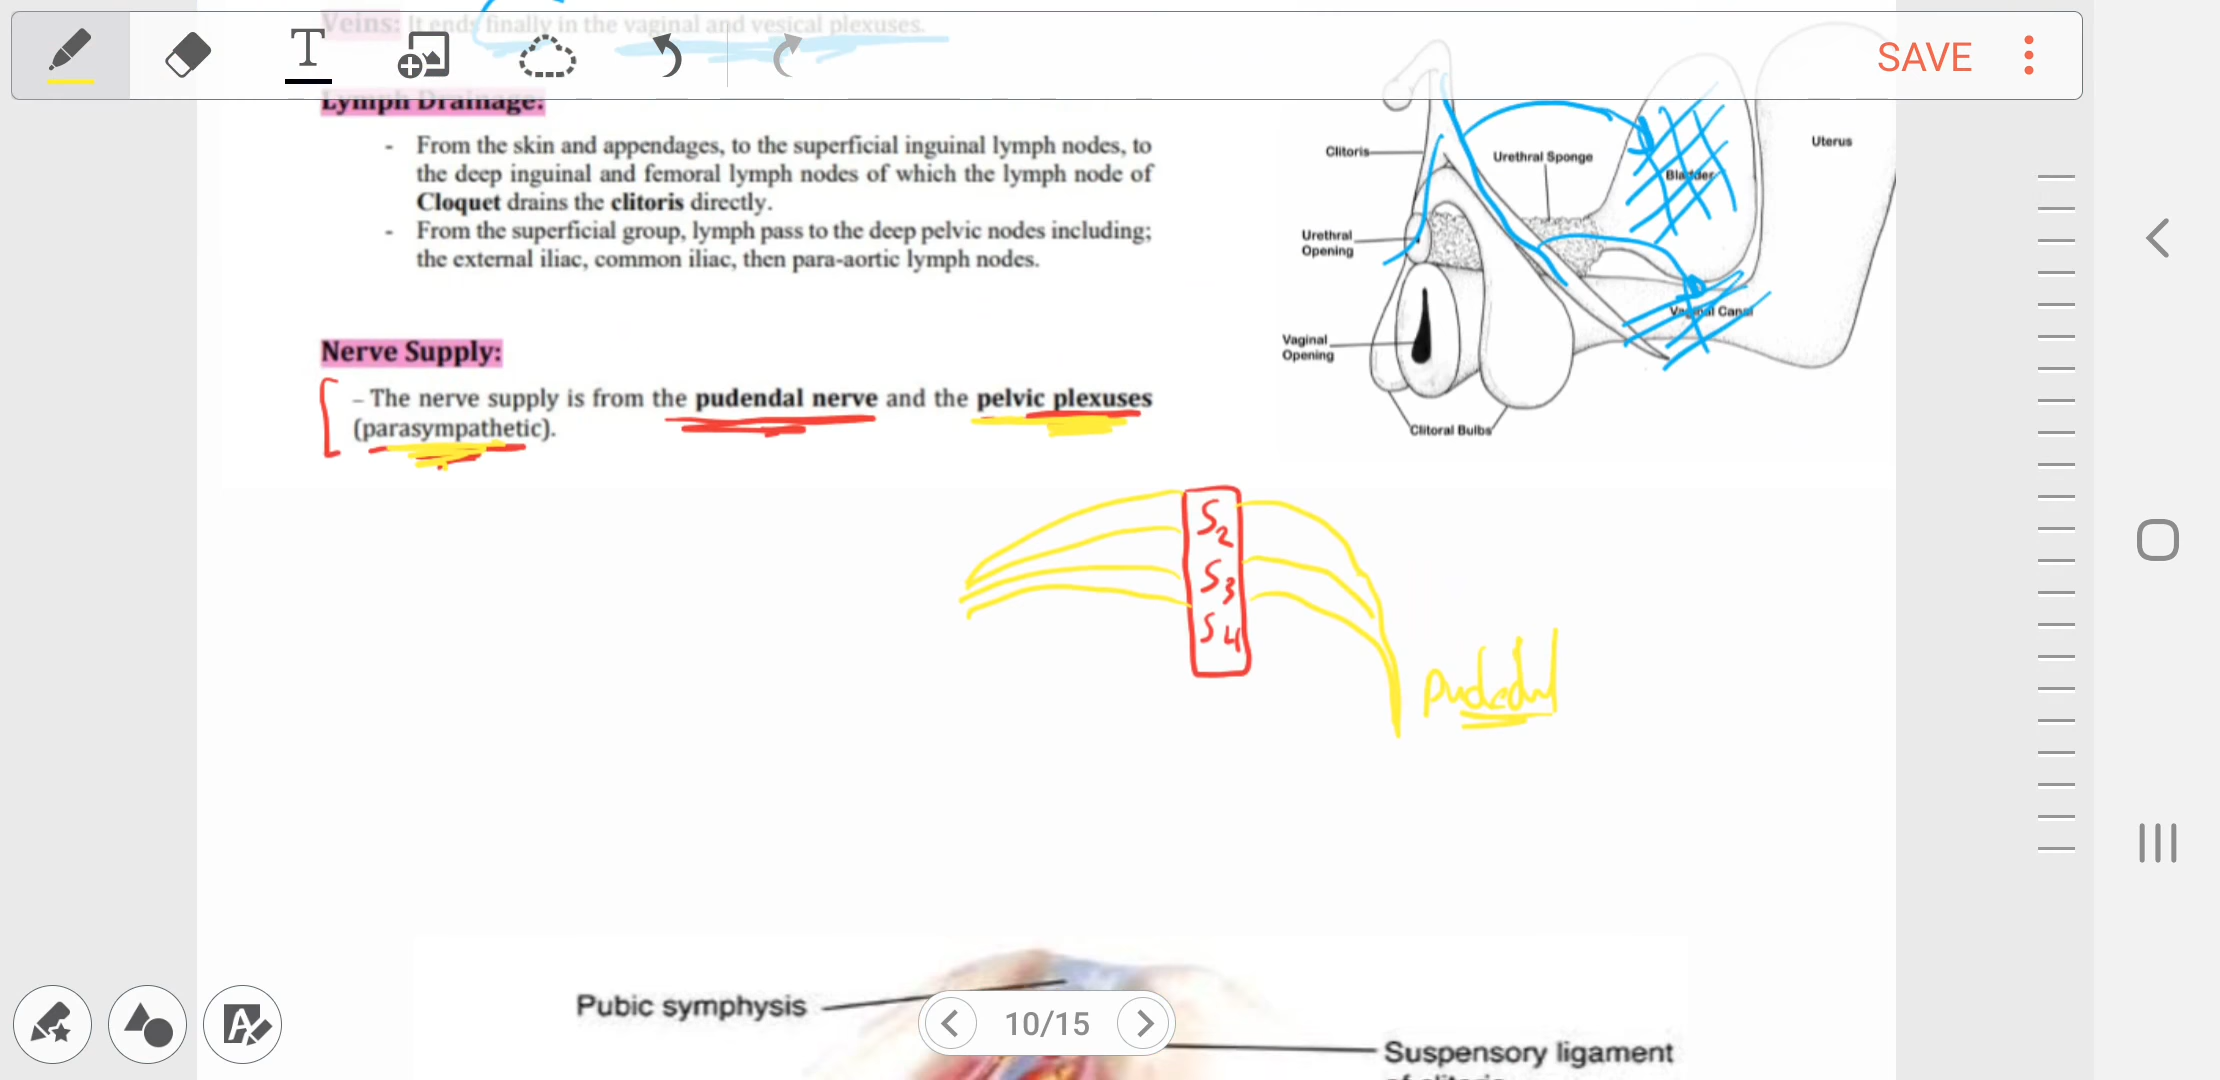 Veins: It ends finally in the vaginal and vesical plexuses.
T
SAVE
Lymph Drainage:
- From the skin and appendages, to the superficial inguinal lymph nodes, to
the deep inguinal and femoral lymph nodes of which the lymph node of
Cloquet drains the clitoris directly.
- From the superficial group, lymph pass to the deep pelvic nodes including;
the external iliac, common iliac, then para-aortic lymph nodes.
Clitoris
Urethral Sponge
Bladder
Uterus
Urethral
Opening
Vaginal Canal
Vaginal
Opening
Clitoral Bulbs
Nerve Supply:
– The nerve supply is from the pudendal nerve and the pelvic plexuses
(parasympathetic).
S2
S3
S4
Pudedal
Pubic symphysis
10/15
Suspensory ligament
of clitoris